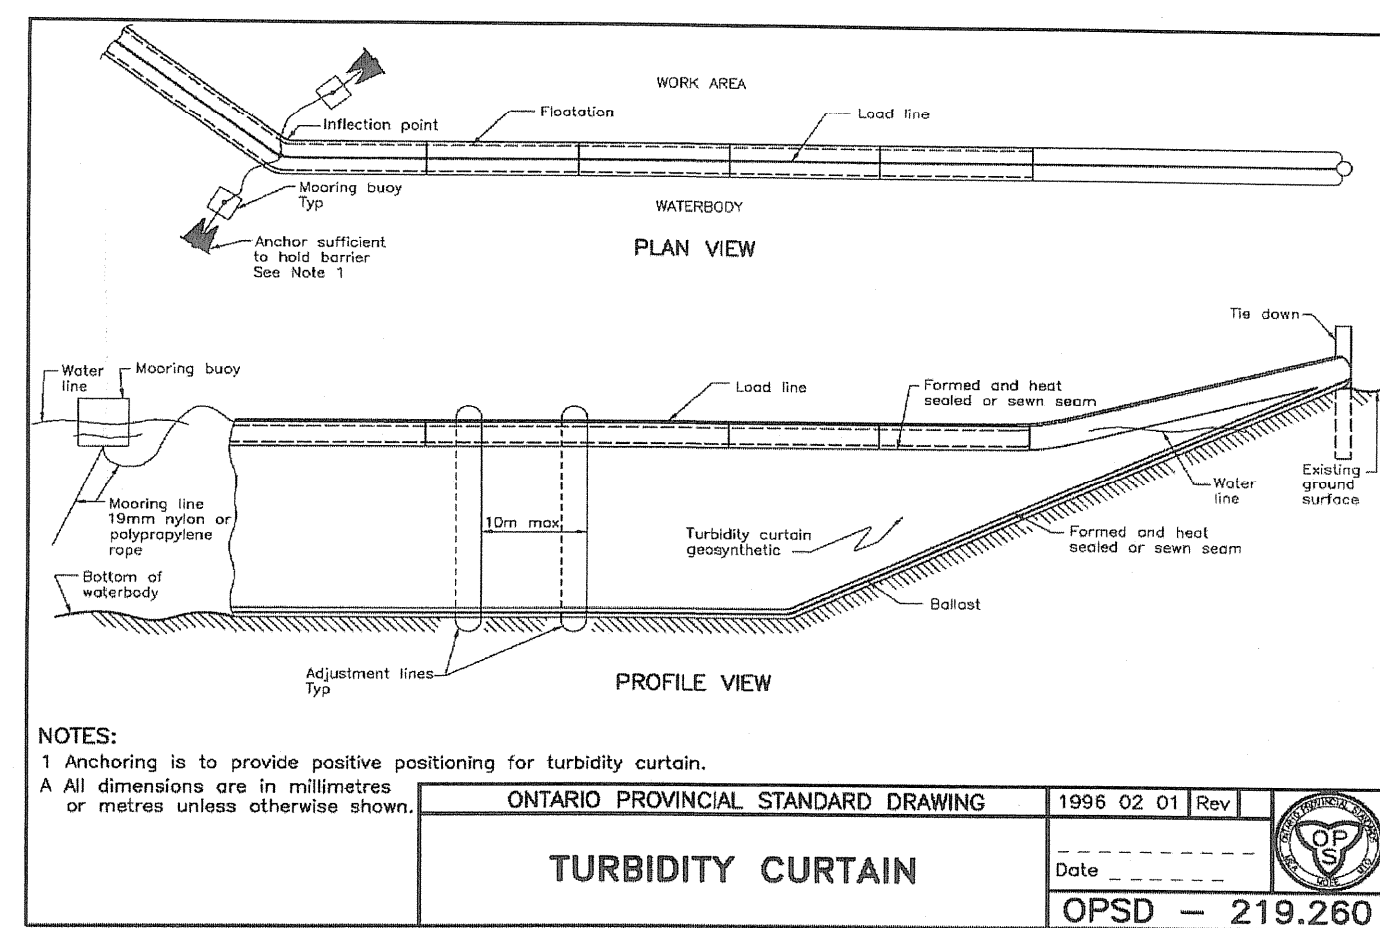 WORK AREA
Floatation
Load line
Inflection point
Mooring buoy
Typ
WATERBODY
Anchor sufficient
to hold barrier
See Note 1
PLAN VIEW
Tie down
Water
line
Mooring buoy
Load line
Formed and heat
sealed or sewn seam
Existing
ground
surface
Water
line
Mooring line
19mm nylon or
polypropylene
rope
10m max
Turbidity curtain
geosynthetic
Formed and heat
sealed or sewn seam
Bottom of
waterbody
Ballast
Adjustment lines
Typ
PROFILE VIEW
NOTES:
1 Anchoring is to provide positive positioning for turbidity curtain.
A All dimensions are in millimetres
or metres unless otherwise shown.
ONTARIO PROVINCIAL STANDARD DRAWING
1996 02 01 Rev
TURBIDITY CURTAIN
Date
OPSD - 219.260
ONTARIO PROVINCIAL STANDARDS
OPS